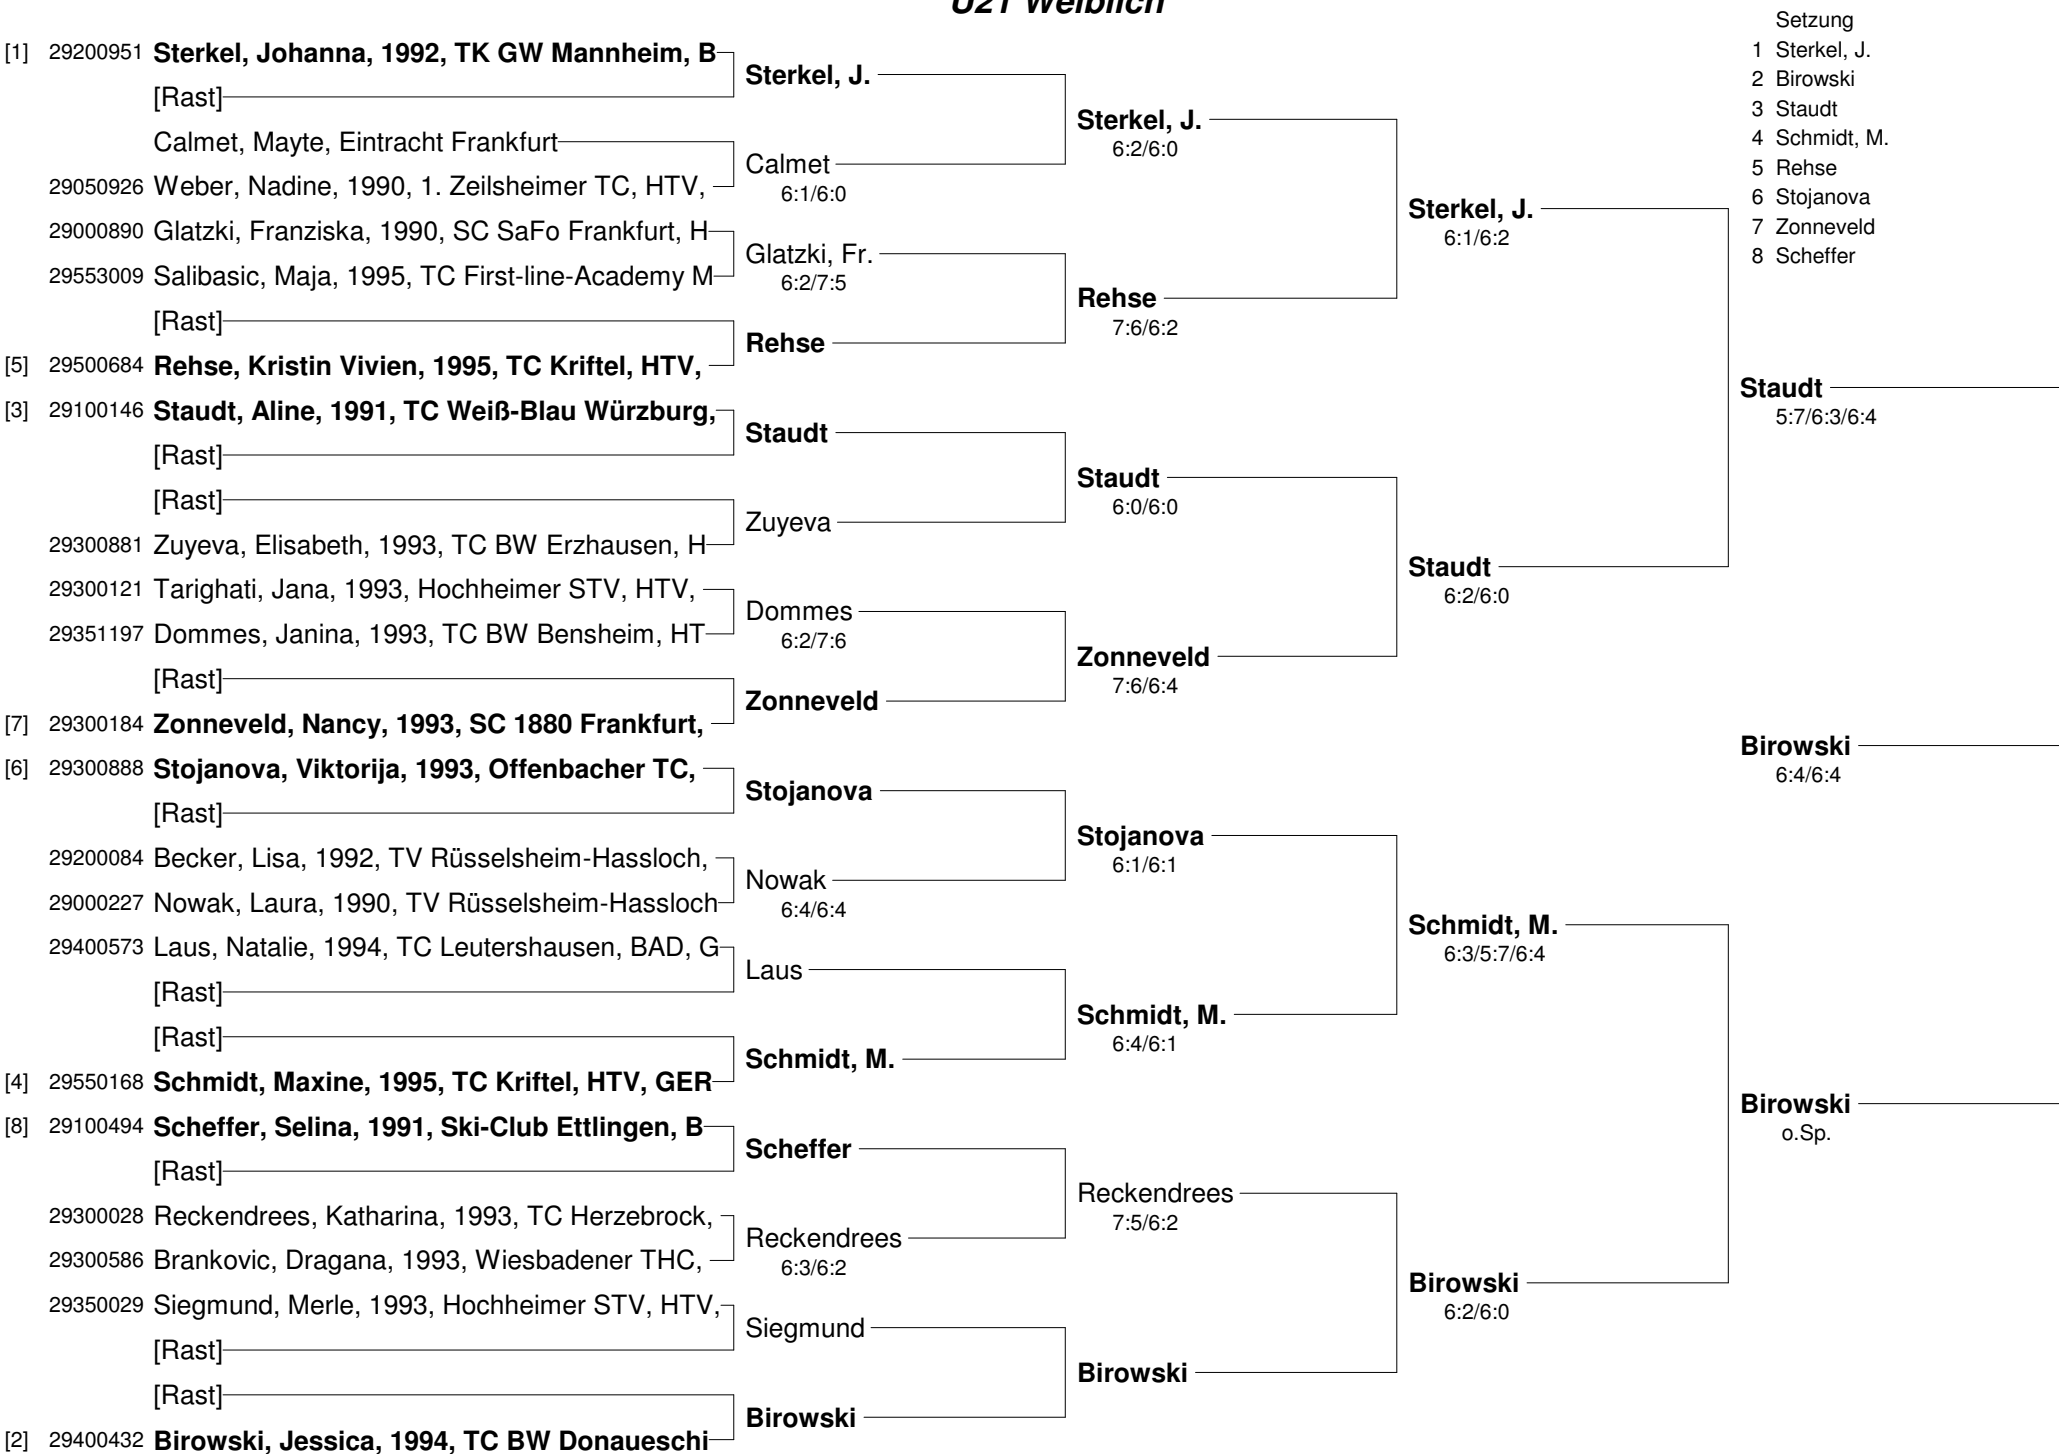 U21 Weiblich
Setzung
1 Sterkel, J.
2 Birowski
3 Staudt
4 Schmidt, M.
5 Rehse
6 Stojanova
7 Zonneveld
8 Scheffer
[1] 29200951 Sterkel, Johanna, 1992, TK GW Mannheim, B
[Rast]
Calmet, Mayte, Eintracht Frankfurt
29050926 Weber, Nadine, 1990, 1. Zeilsheimer TC, HTV,
29000890 Glatzki, Franziska, 1990, SC SaFo Frankfurt, H
29553009 Salibasic, Maja, 1995, TC First-line-Academy M
[Rast]
[5] 29500684 Rehse, Kristin Vivien, 1995, TC Kriftel, HTV,
[3] 29100146 Staudt, Aline, 1991, TC Weiß-Blau Würzburg,
[Rast]
[Rast]
29300881 Zuyeva, Elisabeth, 1993, TC BW Erzhausen, H
29300121 Tarighati, Jana, 1993, Hochheimer STV, HTV,
29351197 Dommes, Janina, 1993, TC BW Bensheim, HT
[Rast]
[7] 29300184 Zonneveld, Nancy, 1993, SC 1880 Frankfurt,
[6] 29300888 Stojanova, Viktorija, 1993, Offenbacher TC,
[Rast]
29200084 Becker, Lisa, 1992, TV Rüsselsheim-Hassloch,
29000227 Nowak, Laura, 1990, TV Rüsselsheim-Hassloch
29400573 Laus, Natalie, 1994, TC Leutershausen, BAD, G
[Rast]
[Rast]
[4] 29550168 Schmidt, Maxine, 1995, TC Kriftel, HTV, GER
[8] 29100494 Scheffer, Selina, 1991, Ski-Club Ettlingen, B
[Rast]
29300028 Reckendrees, Katharina, 1993, TC Herzebrock,
29300586 Brankovic, Dragana, 1993, Wiesbadener THC,
29350029 Siegmund, Merle, 1993, Hochheimer STV, HTV,
[Rast]
[Rast]
[2] 29400432 Birowski, Jessica, 1994, TC BW Donaueschi
Sterkel, J.
Calmet
6:1/6:0
Glatzki, Fr.
6:2/7:5
Rehse
Staudt
Zuyeva
Dommes
6:2/7:6
Zonneveld
Stojanova
Nowak
6:4/6:4
Laus
Schmidt, M.
Scheffer
Reckendrees
6:3/6:2
Siegmund
Birowski
Sterkel, J.
6:2/6:0
Rehse
7:6/6:2
Staudt
6:0/6:0
Zonneveld
7:6/6:4
Stojanova
6:1/6:1
Schmidt, M.
6:4/6:1
Reckendrees
7:5/6:2
Birowski
Sterkel, J.
6:1/6:2
Staudt
6:2/6:0
Schmidt, M.
6:3/5:7/6:4
Birowski
6:2/6:0
Staudt
5:7/6:3/6:4
Birowski
6:4/6:4
Birowski
o.Sp.